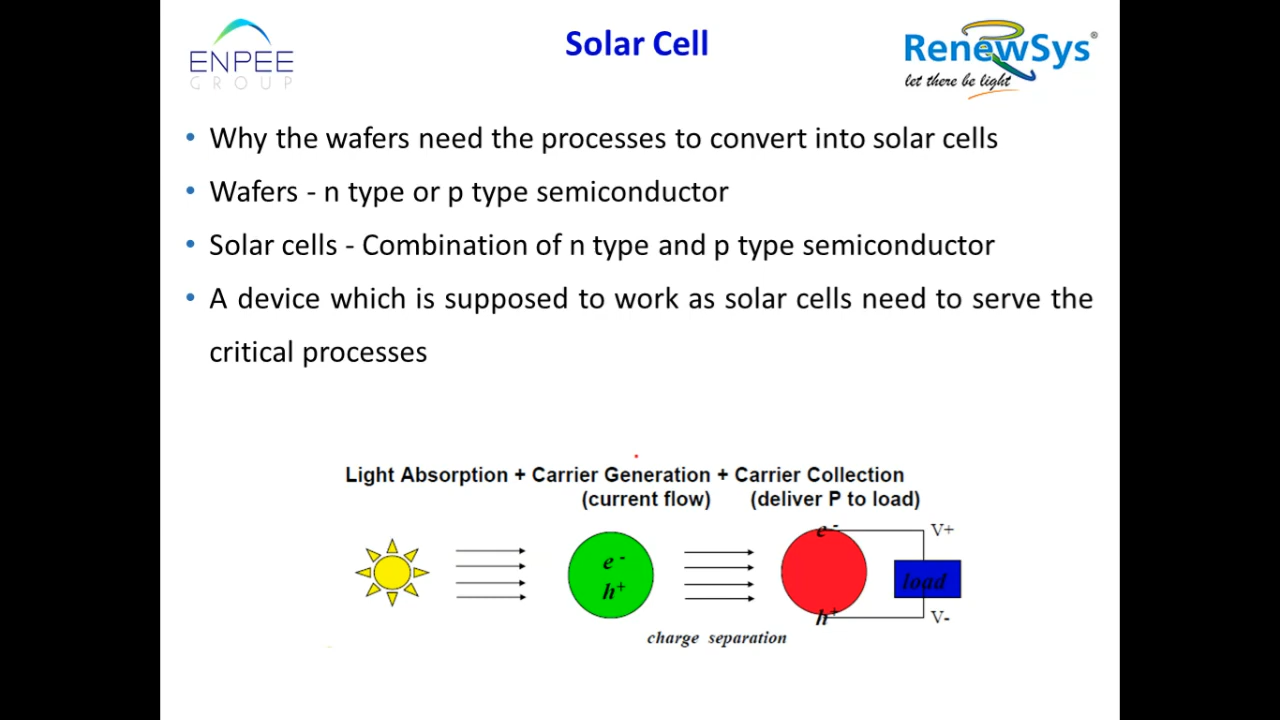 ENPEE
GROUP
Solar Cell
RenewSys®
let there be light
• Why the wafers need the processes to convert into solar cells
• Wafers - n type or p type semiconductor
• Solar cells - Combination of n type and p type semiconductor
• A device which is supposed to work as solar cells need to serve the
critical processes
Light Absorption + Carrier Generation + Carrier Collection
(current flow) (deliver P to load)
e- V+
e-
h+
load
h+ V-
charge separation